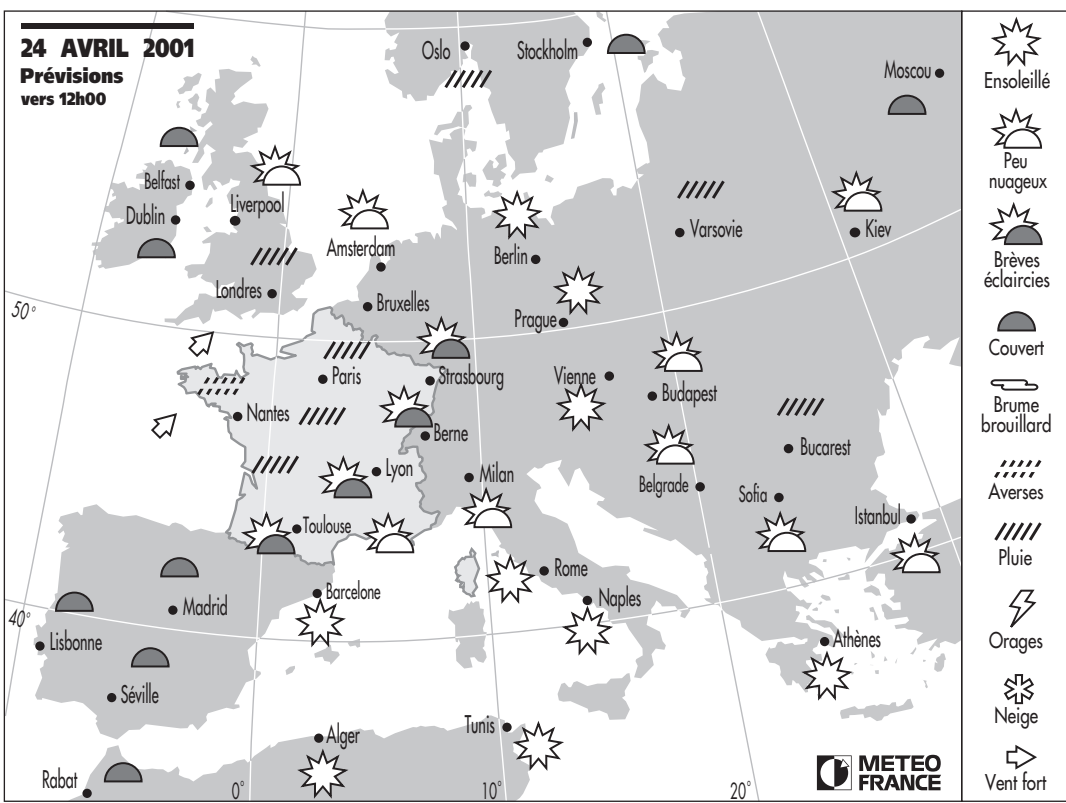 24 AVRIL 2001
Prévisions
vers 12h00
Oslo
Stockholm
Moscou
Belfast
Dublin
Liverpool
Amsterdam
Berlin
Varsovie
Kiev
Londres
Bruxelles
50°
Prague
Paris
Strasbourg
Vienne
Budapest
Nantes
Berne
Bucarest
Lyon
Milan
Belgrade
Sofia
Istanbul
Toulouse
Rome
Barcelone
Naples
Madrid
40°
Lisbonne
Athènes
Séville
Tunis
Alger
Rabat
0°
10°
20°
METEO
FRANCE
Ensoleillé
Peu
nuageux
Brèves
éclaircies
Couvert
Brume
brouillard
Averses
Pluie
Orages
Neige
Vent fort